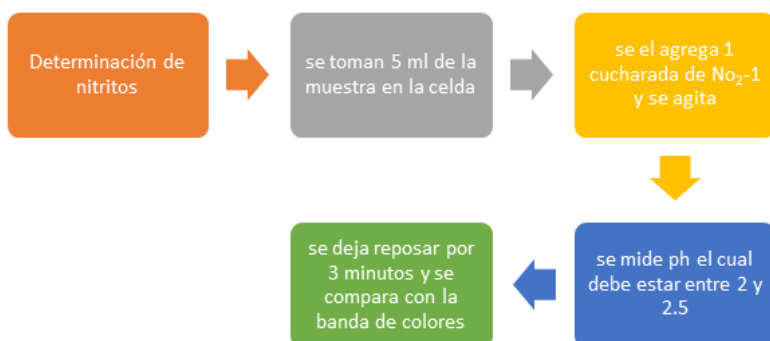 Determinación de
nitritos
se toman 5 ml de la
muestra en la celda
se el agrega 1
cucharada de No₂-1
y se agita
se mide ph el cual
debe estar entre 2 y
2.5
se deja reposar por
3 minutos y se
compara con la
banda de colores